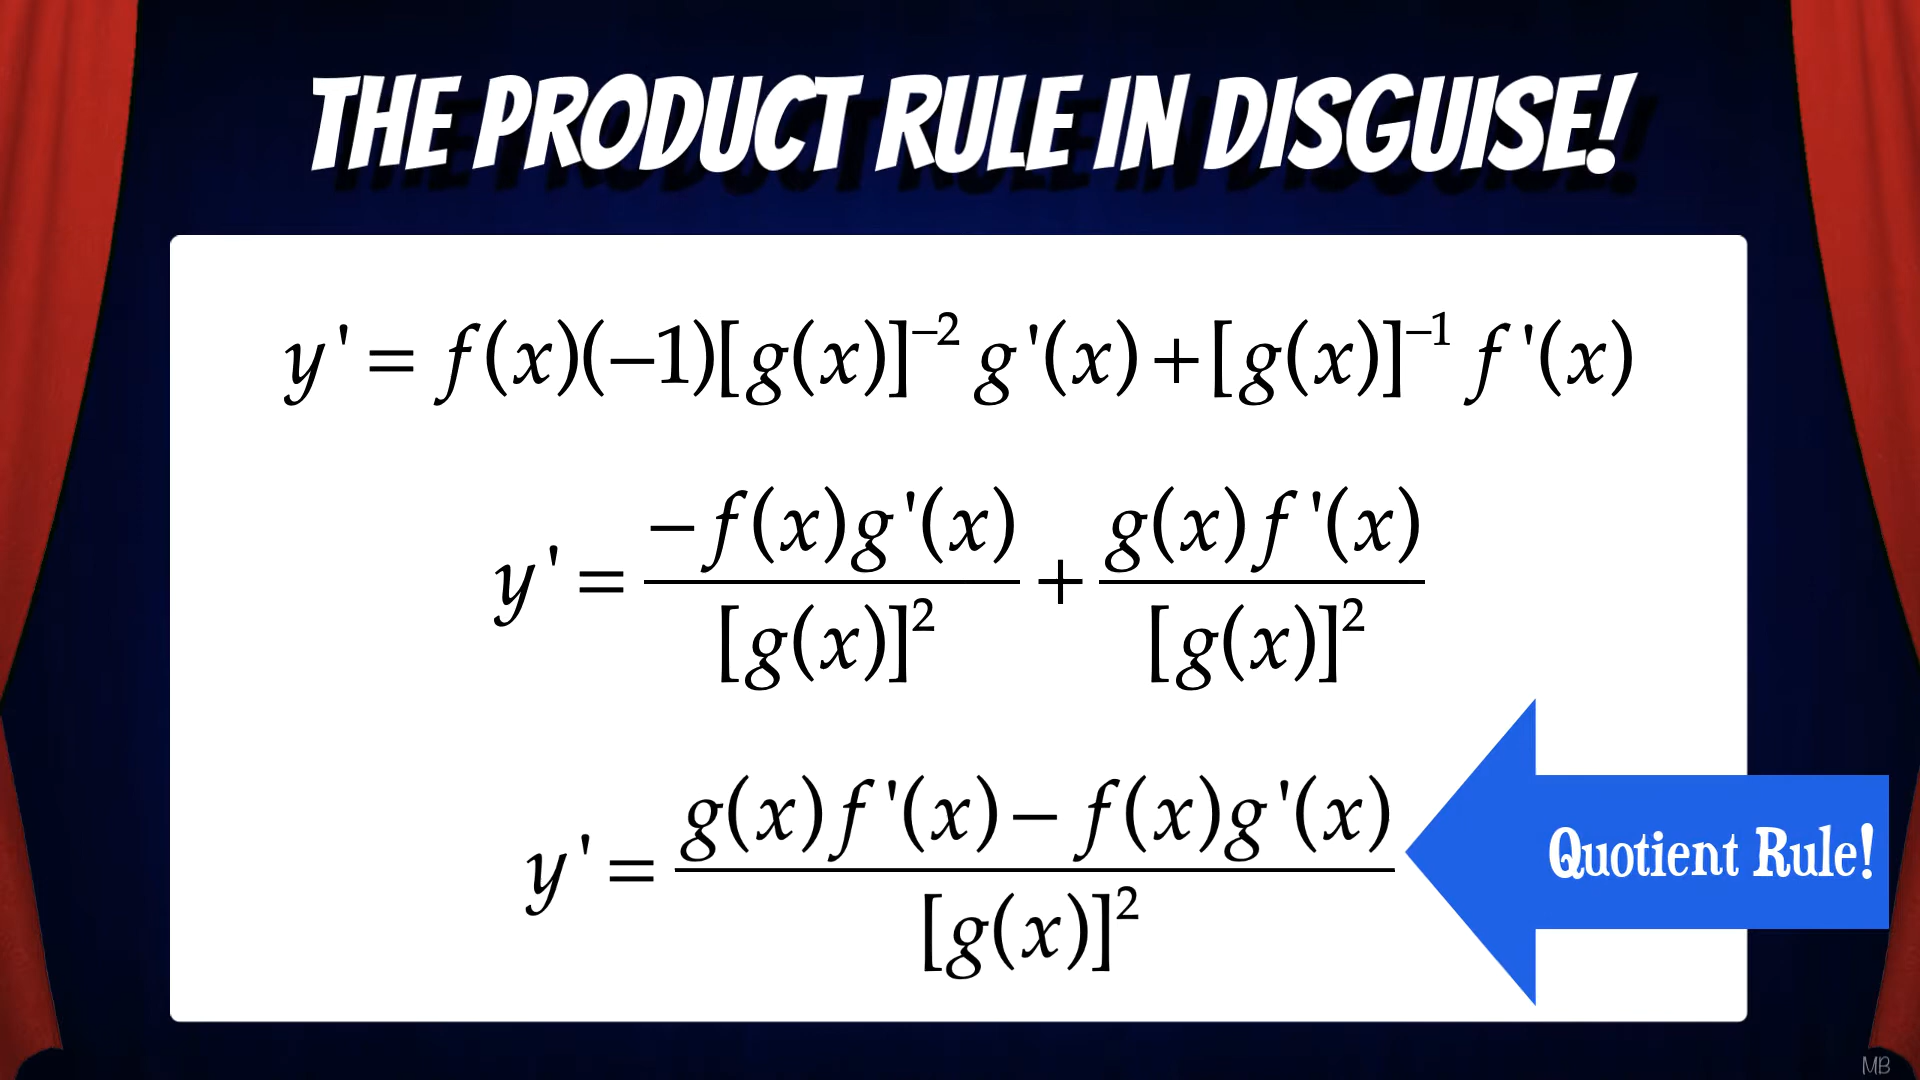 THE PRODUCT RULE IN DISGUISE!
y' = f(x)(−1)[g(x)]⁻² g'(x) + [g(x)]⁻¹ f'(x)
y' = −f(x)g'(x) / [g(x)]² + g(x)f'(x) / [g(x)]²
y' = g(x)f'(x) − f(x)g'(x) / [g(x)]²
Quotient Rule!
MB